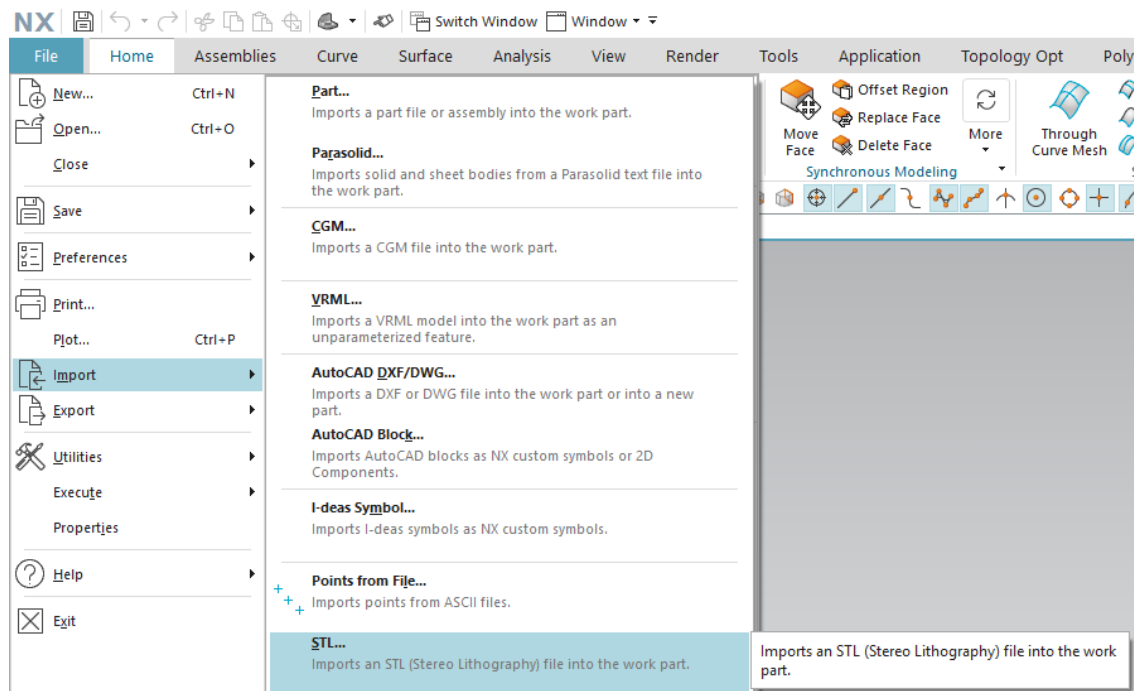 NX Switch Window Window
File Home Assemblies Curve Surface Analysis View Render Tools Application Topology Opt Poly
New... Ctrl+N
Open... Ctrl+O
Close
Save
Preferences
Print...
Plot... Ctrl+P
Import
Export
Utilities
Execute
Properties
Help
Exit
Part...
Imports a part file or assembly into the work part.
Parasolid...
Imports solid and sheet bodies from a Parasolid text file into
the work part.
CGM...
Imports a CGM file into the work part.
VRML...
Imports a VRML model into the work part as an
unparameterized feature.
AutoCAD DXF/DWG...
Imports a DXF or DWG file into the work part or into a new
part.
AutoCAD Block...
Imports AutoCAD blocks as NX custom symbols or 2D
Components.
I-deas Symbol...
Imports I-deas symbols as NX custom symbols.
Points from File...
Imports points from ASCII files.
STL...
Imports an STL (Stereo Lithography) file into the work part.
Move
Face
Offset Region
Replace Face
Delete Face
More
Synchronous Modeling
Through
Curve Mesh
Imports an STL (Stereo Lithography) file into the work
part.